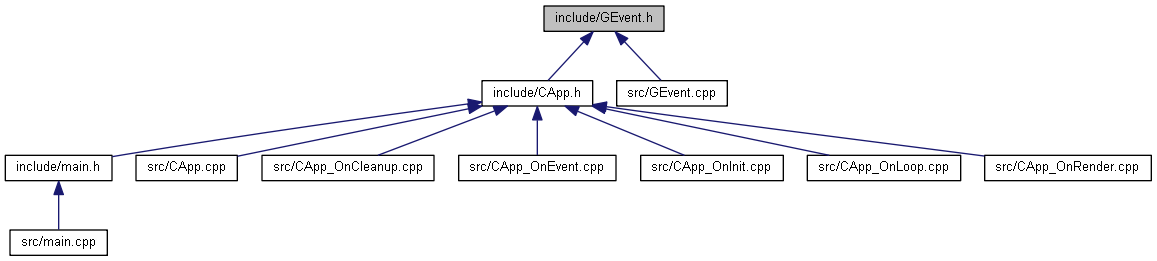 include/GEvent.h
include/CApp.h
src/GEvent.cpp
include/main.h
src/CApp.cpp
src/CApp_OnCleanup.cpp
src/CApp_OnEvent.cpp
src/CApp_OnInit.cpp
src/CApp_OnLoop.cpp
src/CApp_OnRender.cpp
src/main.cpp